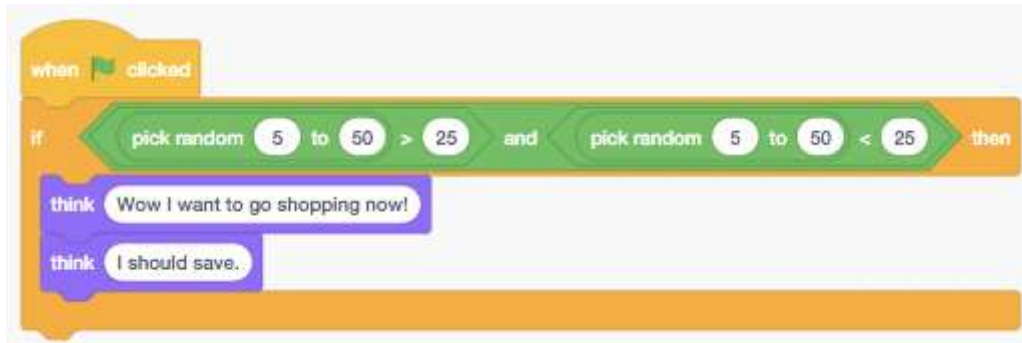 when clicked
if pick random 5 to 50 > 25 and pick random 5 to 50 < 25 then
think Wow I want to go shopping now!
think I should save.